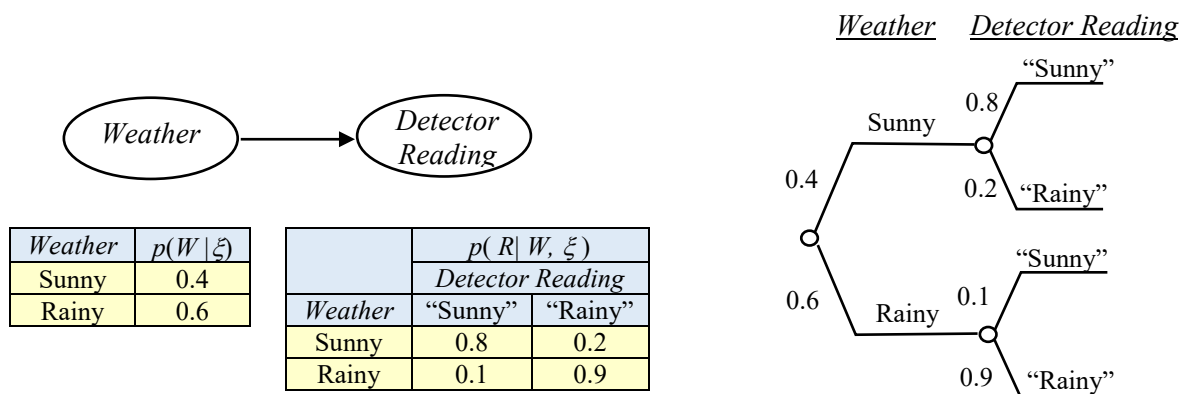 Weather
Detector
Reading
Weather p(W | ξ)
Sunny 0.4
Rainy 0.6
p( R| W, ξ )
Detector Reading
Weather “Sunny” “Rainy”
Sunny 0.8 0.2
Rainy 0.1 0.9
Weather Detector Reading
“Sunny”
0.8
Sunny
0.4
0.2
“Rainy”
“Sunny”
0.6
0.1
Rainy
0.9
“Rainy”